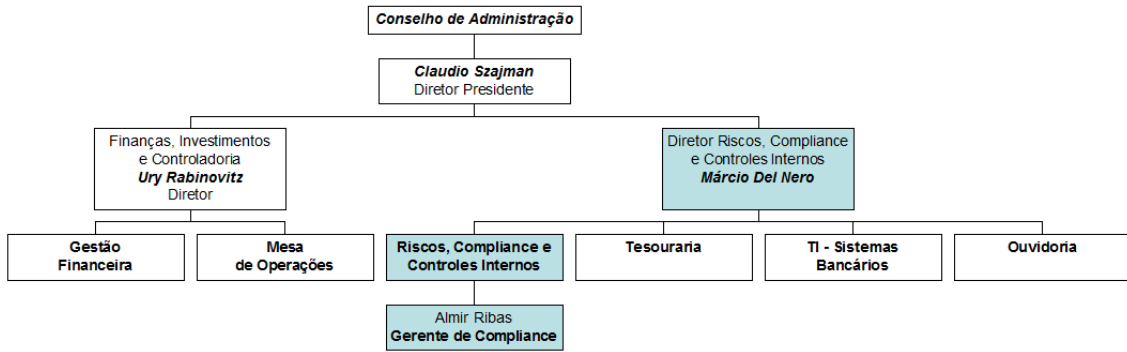 Conselho de Administração
Claudio Szajman
Diretor Presidente
Finanças, Investimentos
e Controladoria
Ury Rabinovitz
Diretor
Diretor Riscos, Compliance
e Controles Internos
Márcio Del Nero
Gestão
Financeira
Mesa
de Operações
Riscos, Compliance e
Controles Internos
Tesouraria
TI - Sistemas
Bancários
Ouvidoria
Almir Ribas
Gerente de Compliance